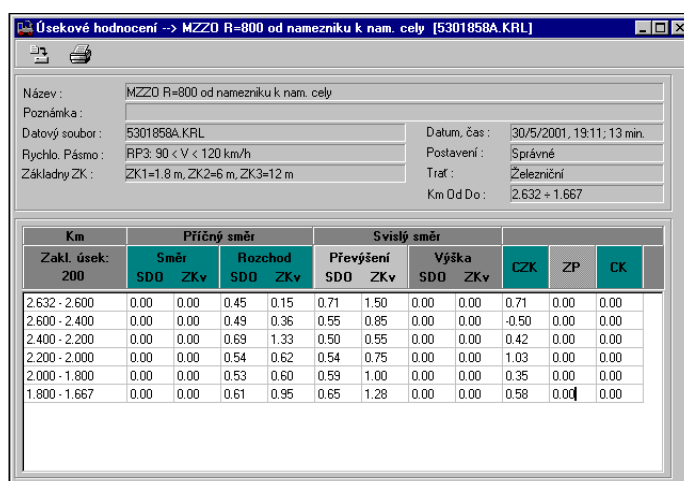 Úsekové hodnocení --> MZZO R=800 od namezniku k nam. cely [5301858A.KRL]
Název : MZZO R=800 od namezniku k nam. cely
Poznámka :
Datový soubor : 5301858A.KRL Datum, čas : 30/5/2001, 19:11; 13 min.
Rychlo. Pásmo : RP3: 90 < V < 120 km/h Postavení : Správné
Základny ZK : ZK1=1.8 m, ZK2=6 m, ZK3=12 m Trať : Železniční
Km Od Do : 2.632 ÷ 1.667
Km Příčný směr Svislý směr
Zakl. úsek: 200 Směr Rozchod Převýšení Výška CZK ZP CK
SDO ZKv SDO ZKv SDO ZKv SDO ZKv
2.632 - 2.600 0.00 0.00 0.45 0.15 0.71 1.50 0.00 0.00 0.71 0.00 0.00
2.600 - 2.400 0.00 0.00 0.49 0.36 0.55 0.85 0.00 0.00 -0.50 0.00 0.00
2.400 - 2.200 0.00 0.00 0.69 1.33 0.50 0.55 0.00 0.00 0.42 0.00 0.00
2.200 - 2.000 0.00 0.00 0.54 0.62 0.54 0.75 0.00 0.00 1.03 0.00 0.00
2.000 - 1.800 0.00 0.00 0.53 0.60 0.59 1.00 0.00 0.00 0.35 0.00 0.00
1.800 - 1.667 0.00 0.00 0.61 0.95 0.65 1.28 0.00 0.00 0.58 0.00 0.00